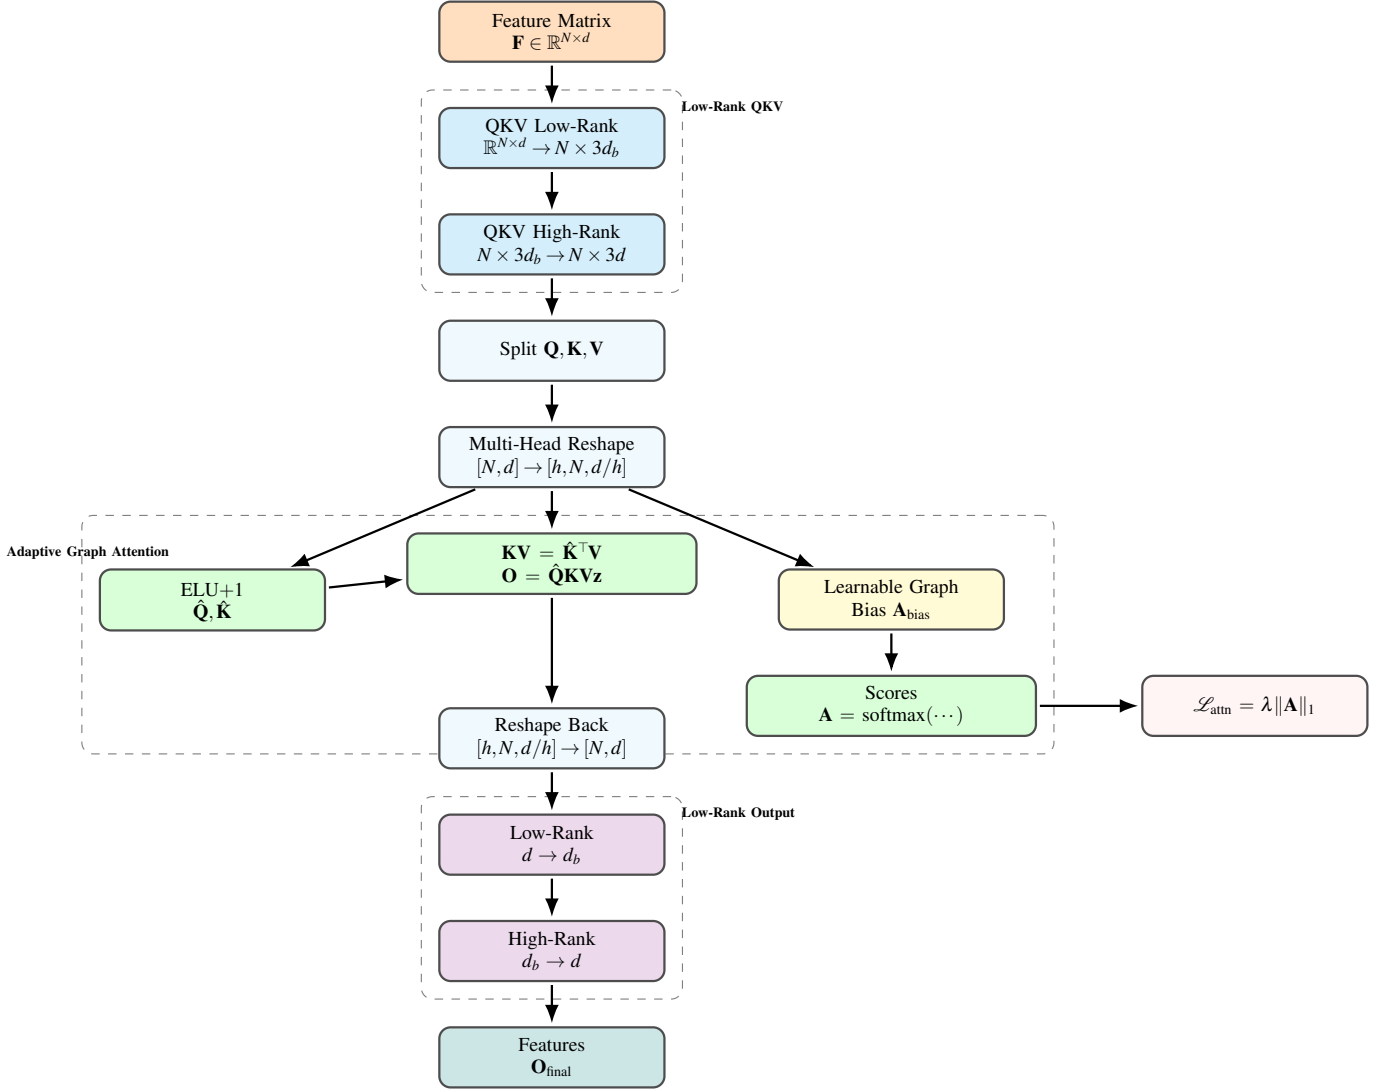 Feature Matrix
𝐅 ∈ ℝ^{N×d}
Low-Rank QKV
QKV Low-Rank
ℝ^{N×d} → N × 3d_b
QKV High-Rank
N × 3d_b → N × 3d
Split 𝐐, 𝐊, 𝐕
Multi-Head Reshape
[N, d] → [h, N, d/h]
Adaptive Graph Attention
ELU+1
𝐐̂, 𝐊̂
𝐊𝐕 = 𝐊̂^⊤𝐕
𝐎 = 𝐐̂𝐊𝐕𝐳
Learnable Graph
Bias 𝐀_bias
Scores
𝐀 = softmax(⋯)
ℒ_attn = λ‖𝐀‖_1
Reshape Back
[h, N, d/h] → [N, d]
Low-Rank Output
Low-Rank
d → d_b
High-Rank
d_b → d
Features
𝐎_final